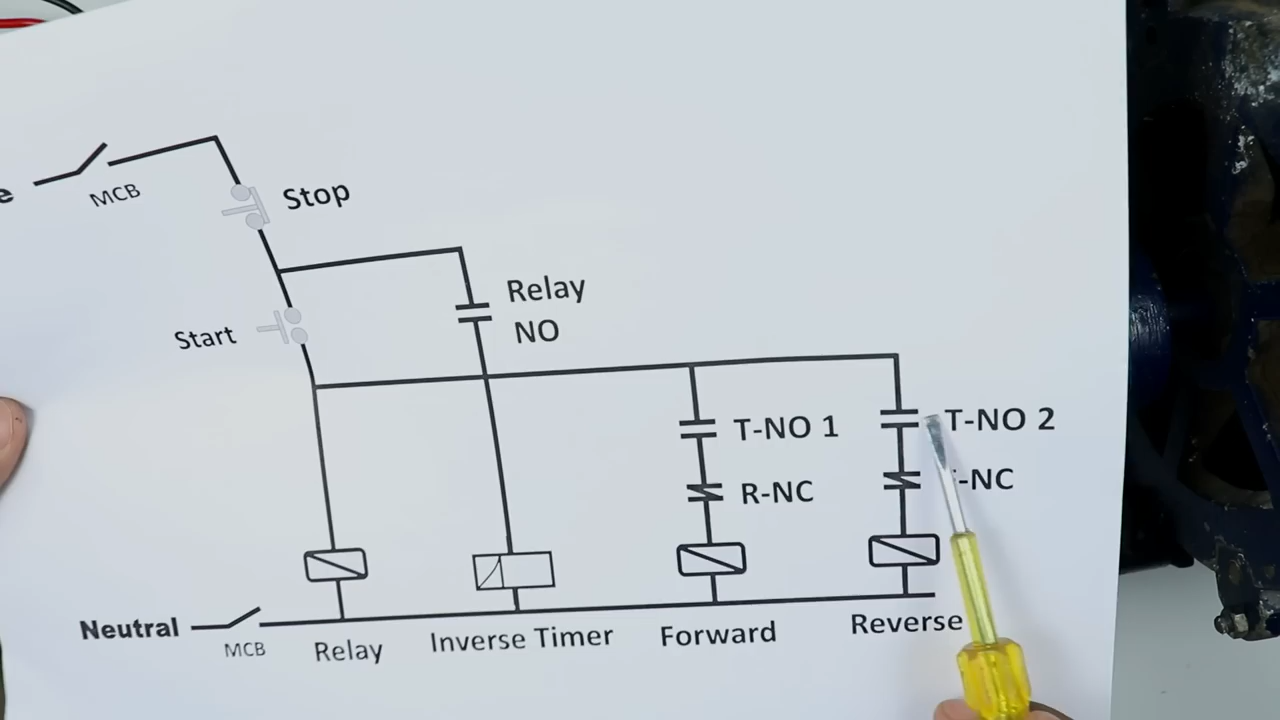 MCB
Stop
Relay
NO
Start
T-NO 1
T-NO 2
R-NC
-NC
Neutral
MCB
Relay
Inverse Timer
Forward
Reverse